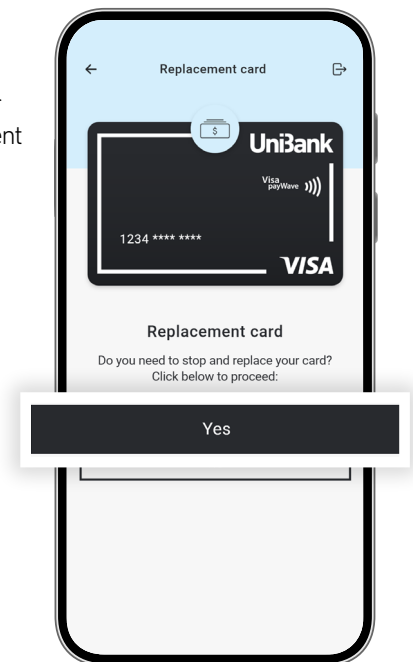 Replacement card
ent
$
UniBank
Visa
payWave
1234 **** ****
VISA
Replacement card
Do you need to stop and replace your card?
Click below to proceed:
Yes